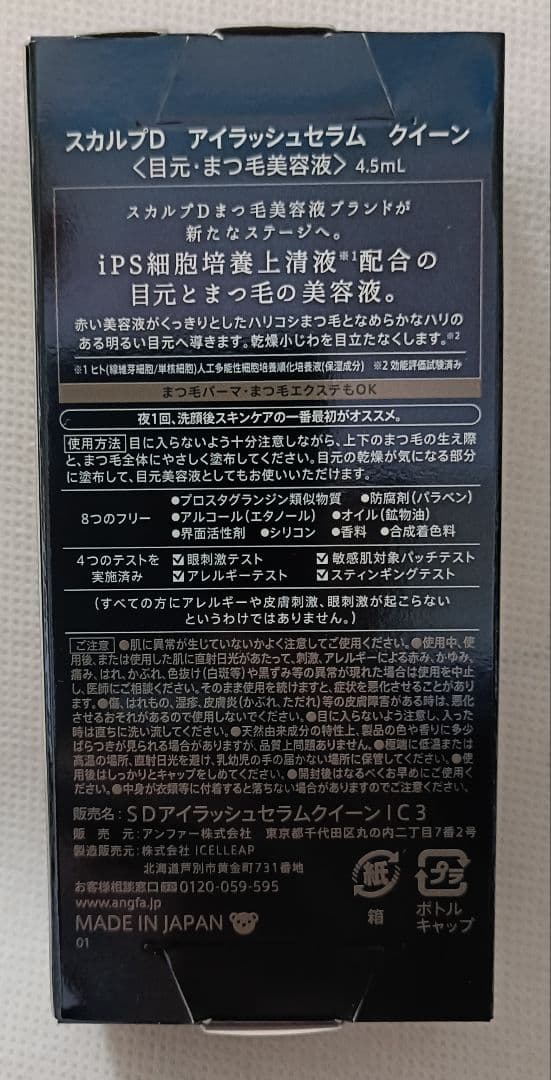 スカルプD　アイラッシュセラム　クイーン
〈目元・まつ毛美容液〉 4.5mL
スカルプDまつ毛美容液ブランドが
新たなステージへ。
iPS細胞培養上清液※1配合の
目元とまつ毛の美容液。
赤い美容液がくっきりとしたハリコシまつ毛となめらかなハリの
ある明るい目元へ導きます。乾燥小じわを目立たなくします。※2
※1 ヒト(線維芽細胞/単核細胞)人工多能性細胞培養順化培養液(保湿成分)　※2 効能評価試験済み
まつ毛パーマ・まつ毛エクステもOK
夜1回、洗顔後スキンケアの一番最初がオススメ。
使用方法 目に入らないよう十分注意しながら、上下のまつ毛の生え際
と、まつ毛全体にやさしく塗布してください。目元の乾燥が気になる部分
に塗布して、目元美容液としてもお使いいただけます。
8つのフリー
●プロスタグランジン類似物質　●防腐剤(パラベン)
●アルコール(エタノール)　●オイル(鉱物油)
●界面活性剤　●シリコン　●香料　●合成着色料
4つのテストを
実施済み
☑ 眼刺激テスト　☑ 敏感肌対象パッチテスト
☑ アレルギーテスト　☑ スティンギングテスト
(すべての方にアレルギーや皮膚刺激、眼刺激が起こらない
というわけではありません。)
ご注意 ●肌に異常が生じていないかよく注意してご使用ください。●使用中、使
用後、または使用した肌に直射日光があたって、刺激、アレルギーによる赤み、かゆみ、
痛み、はれ、かぶれ、色抜け(白斑等)や黒ずみ等の異常が現れた場合は使用を中止
し、医師にご相談ください。そのまま使用を続けますと、症状を悪化させることがあり
ます。●傷、はれもの、湿疹、皮膚炎(かぶれ、ただれ)等の皮膚障害がある時は、悪化
させるおそれがあるので使用しないでください。●目に入らないよう注意し、入った
時は直ちに洗い流してください。●天然由来成分の特性上、製品の色や香りに多少
ばらつきが見られる場合がありますが、品質上問題ありません。●極端に低温または
高温の場所、直射日光を避け、乳幼児の手の届かない場所に保管してください。●使
用後はしっかりとキャップをしめてください。●開封後はなるべくお早めにご使用く
ださい。●中身が衣類等に付着すると落ちない場合がありますのでご注意ください。
販売名：SDアイラッシュセラムクイーンIC3
販　売　元：アンファー株式会社　東京都千代田区丸の内二丁目7番2号
製造販売元：株式会社 ICELLEAP
北海道芦別市黄金町731番地
お客様相談窓口 0120-059-595
www.angfa.jp
MADE IN JAPAN
01
紙
箱
プラ
ボトル
キャップ